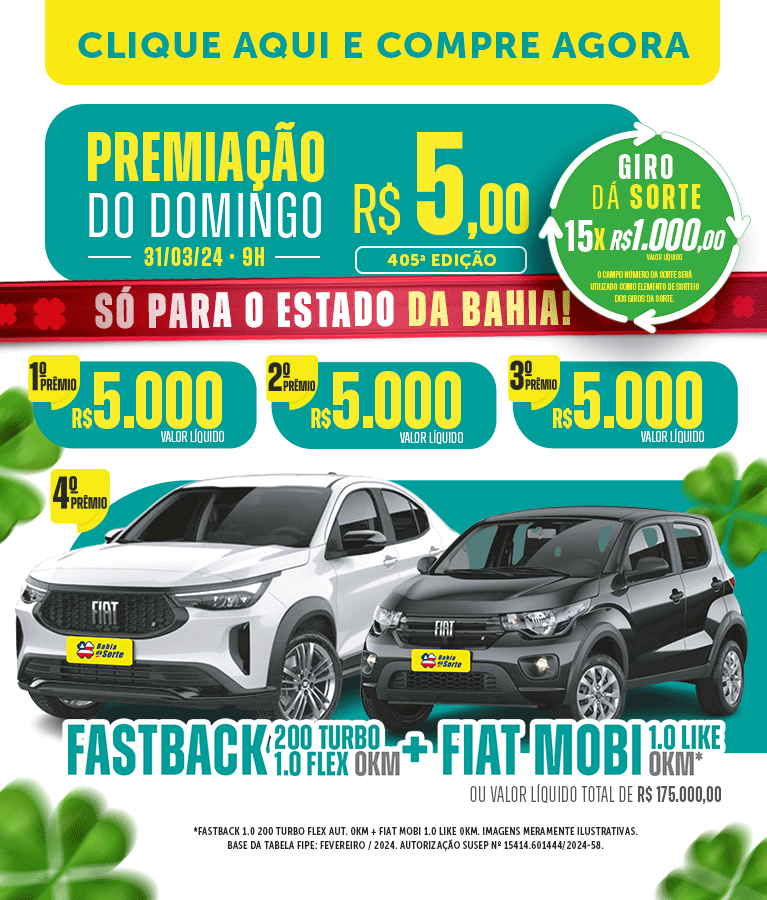 CLIQUE AQUI E COMPRE AGORA
PREMIAÇÃO
DO DOMINGO
31/03/24 • 9H
R$ 5,00
405ª EDIÇÃO
GIRO
DÁ SORTE
15X R$1.000,00
VALOR LÍQUIDO
O CAMPO NÚMERO DA SORTE SERÁ
UTILIZADO COMO ELEMENTO DE SORTEIO
DOS GIROS DA SORTE.
SÓ PARA O ESTADO DA BAHIA!
1º PRÊMIO
R$5.000
VALOR LÍQUIDO
2º PRÊMIO
R$5.000
VALOR LÍQUIDO
3º PRÊMIO
R$5.000
VALOR LÍQUIDO
4º PRÊMIO
FIAT
Bahia
dá Sorte
FIAT
Bahia
dá Sorte
FASTBACK 200 TURBO 1.0 FLEX 0KM + FIAT MOBI 1.0 LIKE 0KM*
OU VALOR LÍQUIDO TOTAL DE R$ 175.000,00
*FASTBACK 1.0 200 TURBO FLEX AUT. 0KM + FIAT MOBI 1.0 LIKE 0KM. IMAGENS MERAMENTE ILUSTRATIVAS.
BASE DA TABELA FIPE: FEVEREIRO / 2024. AUTORIZAÇÃO SUSEP Nº 15414.601444/2024-58.